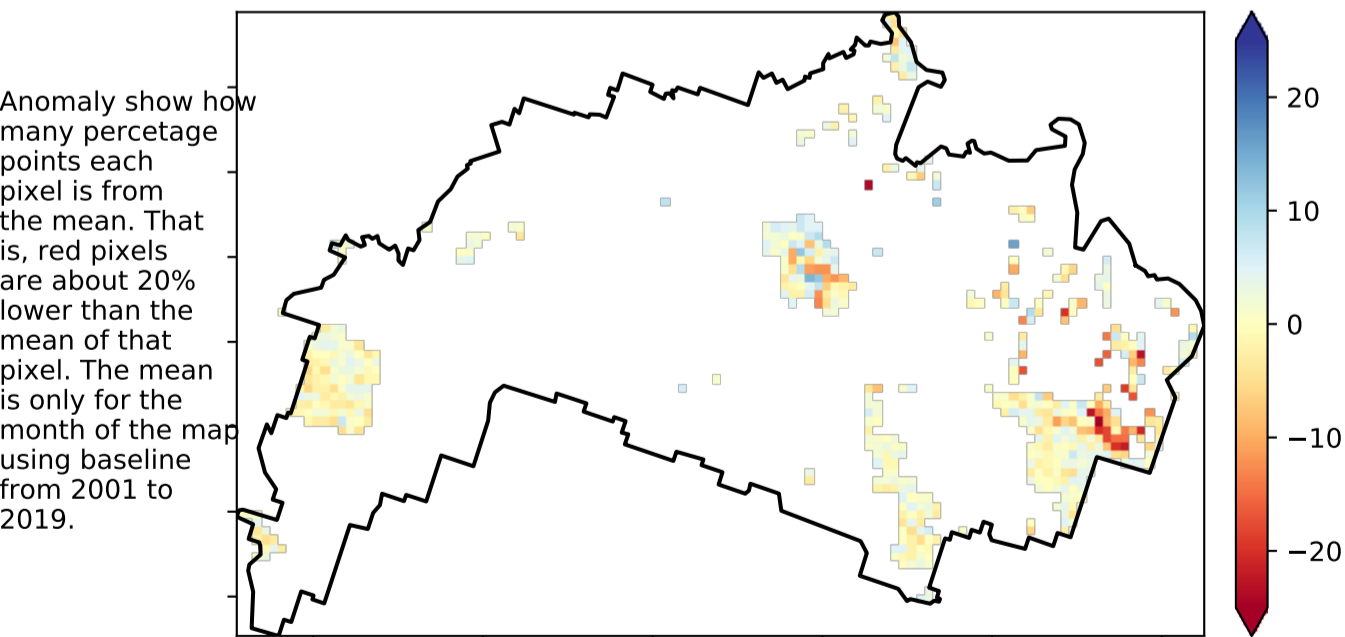 Anomaly show how
many percetage
points each
pixel is from
the mean. That
is, red pixels
are about 20%
lower than the
mean of that
pixel. The mean
is only for the
month of the map
using baseline
from 2001 to
2019.
20
10
0
−10
−20